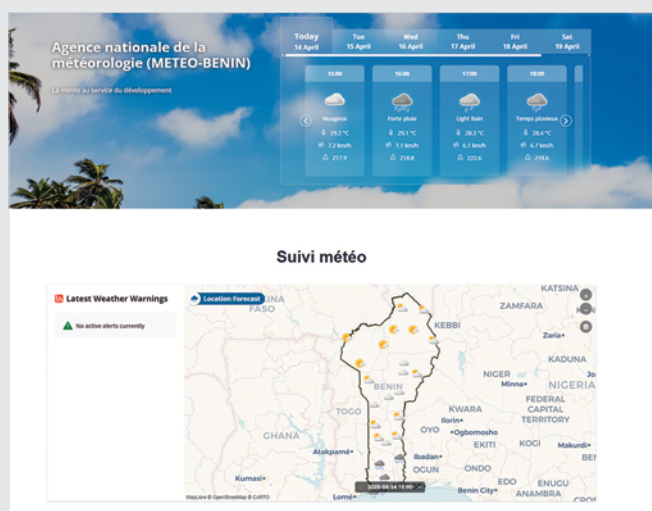 Agence nationale de la
météorologie (METEO-BENIN)
La météo au service du développement
Today
14 April
Tue
15 April
Wed
16 April
Thu
17 April
Fri
18 April
Sat
19 April
15:00
Nuageux
29.2 °C
7.2 km/h
217.9
16:00
Forte pluie
29.1 °C
7.3 km/h
218.8
17:00
Light Rain
28.3 °C
6.1 km/h
222.6
18:00
Temps pluvieux
28.4 °C
6.7 km/h
218.6
Suivi météo
Latest Weather Warnings
No active alerts currently
Location Forecast
INA
FASO
KATSINA
ZAMFARA
KEBBI
Zaria
KADUNA
NIGER
Jo
Minna
NIGERIA
BENIN
FEDERAL
CAPITAL
TERRITORY
TOGO
KWARA
Ilorin
OYO
Ogbomosho
GHANA
EKITI
KOGI
Makurdi
Atakpamé
Ibadan
BEN
OGUN
ONDO
Kumasi
EDO
ENUGU
2025-04-14 15:00
Benin City
ANAMBRA
CROS
Lomé
MapLibre © OpenStreetMap © CARTO